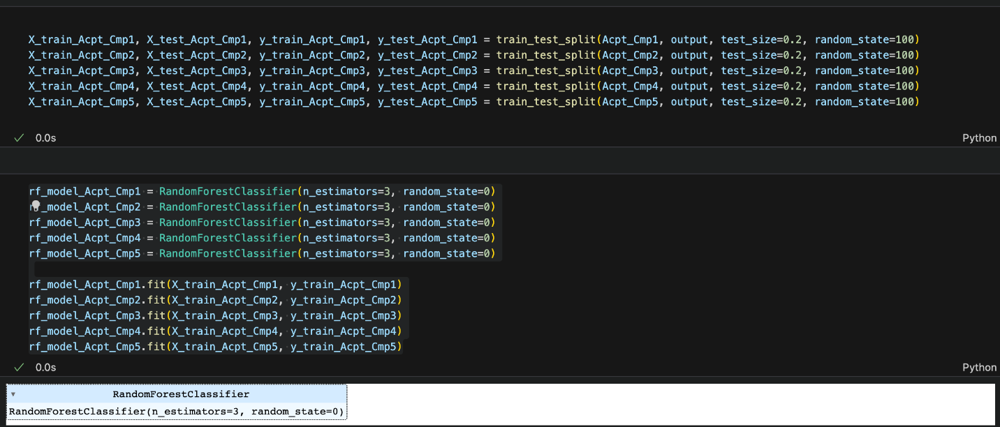 X_train_Acpt_Cmp1, X_test_Acpt_Cmp1, y_train_Acpt_Cmp1, y_test_Acpt_Cmp1 = train_test_split(Acpt_Cmp1, output, test_size=0.2, random_state=100)
X_train_Acpt_Cmp2, X_test_Acpt_Cmp2, y_train_Acpt_Cmp2, y_test_Acpt_Cmp2 = train_test_split(Acpt_Cmp2, output, test_size=0.2, random_state=100)
X_train_Acpt_Cmp3, X_test_Acpt_Cmp3, y_train_Acpt_Cmp3, y_test_Acpt_Cmp3 = train_test_split(Acpt_Cmp3, output, test_size=0.2, random_state=100)
X_train_Acpt_Cmp4, X_test_Acpt_Cmp4, y_train_Acpt_Cmp4, y_test_Acpt_Cmp4 = train_test_split(Acpt_Cmp4, output, test_size=0.2, random_state=100)
X_train_Acpt_Cmp5, X_test_Acpt_Cmp5, y_train_Acpt_Cmp5, y_test_Acpt_Cmp5 = train_test_split(Acpt_Cmp5, output, test_size=0.2, random_state=100)
✓ 0.0s Python
rf_model_Acpt_Cmp1 = RandomForestClassifier(n_estimators=3, random_state=0)
rf_model_Acpt_Cmp2 = RandomForestClassifier(n_estimators=3, random_state=0)
rf_model_Acpt_Cmp3 = RandomForestClassifier(n_estimators=3, random_state=0)
rf_model_Acpt_Cmp4 = RandomForestClassifier(n_estimators=3, random_state=0)
rf_model_Acpt_Cmp5 = RandomForestClassifier(n_estimators=3, random_state=0)
rf_model_Acpt_Cmp1.fit(X_train_Acpt_Cmp1, y_train_Acpt_Cmp1)
rf_model_Acpt_Cmp2.fit(X_train_Acpt_Cmp2, y_train_Acpt_Cmp2)
rf_model_Acpt_Cmp3.fit(X_train_Acpt_Cmp3, y_train_Acpt_Cmp3)
rf_model_Acpt_Cmp4.fit(X_train_Acpt_Cmp4, y_train_Acpt_Cmp4)
rf_model_Acpt_Cmp5.fit(X_train_Acpt_Cmp5, y_train_Acpt_Cmp5)
✓ 0.0s Python
▾ RandomForestClassifier
RandomForestClassifier(n_estimators=3, random_state=0)